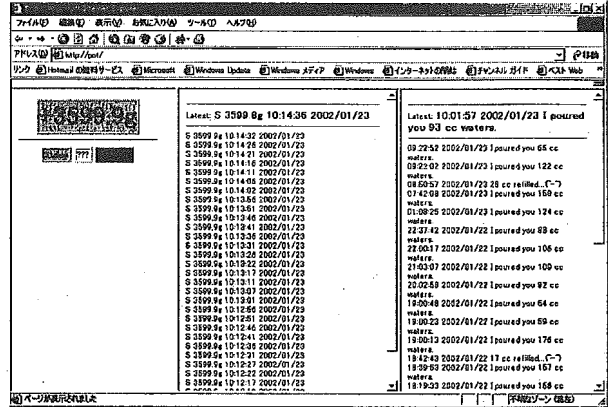 ファイル(F) 編集(E) 表示(V) お気に入り(A) ツール(T) ヘルプ(H)
アドレス(D) http://pot/ 移動
リンク Hotmail の無料サービス Microsoft Windows Update Windows メディア Windows インターネットの開始 チャンネル ガイド ベスト Web
3599.9g
???
Latest: S 3599 8g 10:14:36 2002/01/23
S 3599.9g 10:14:32 2002/01/23
S 3599.9g 10:14:26 2002/01/23
S 3599.9g 10:14:21 2002/01/23
S 3599.9g 10:14:16 2002/01/23
S 3599.9g 10:14:11 2002/01/23
S 3599.9g 10:14:06 2002/01/23
S 3599.9g 10:14:02 2002/01/23
S 3599.9g 10:13:56 2002/01/23
S 3599.9g 10:13:51 2002/01/23
S 3599.9g 10:13:46 2002/01/23
S 3599.9g 10:13:41 2002/01/23
S 3599.9g 10:13:36 2002/01/23
S 3599.9g 10:13:31 2002/01/23
S 3599.9g 10:13:28 2002/01/23
S 3599.9g 10:13:22 2002/01/23
S 3599.9g 10:13:17 2002/01/23
S 3599.9g 10:13:11 2002/01/23
S 3599.9g 10:13:07 2002/01/23
S 3599.9g 10:13:01 2002/01/23
S 3599.9g 10:12:56 2002/01/23
S 3599.9g 10:12:51 2002/01/23
S 3599.9g 10:12:46 2002/01/23
S 3599.9g 10:12:41 2002/01/23
S 3599.9g 10:12:36 2002/01/23
S 3599.9g 10:12:31 2002/01/23
S 3599.9g 10:12:27 2002/01/23
S 3599.9g 10:12:22 2002/01/23
S 3599.9g 10:12:17 2002/01/23
Latest: 10:01:57 2002/01/23 I poured
you 93 cc waters.
09:22:52 2002/01/23 I poured you 65 cc
waters.
09:22:02 2002/01/23 I poured you 122 cc
waters.
08:50:57 2002/01/23 28 cc refilled...(^-^)
07:42:08 2002/01/23 I poured you 150 cc
waters.
01:08:25 2002/01/23 I poured you 124 cc
waters.
22:37:42 2002/01/22 I poured you 83 cc
waters.
22:00:17 2002/01/22 I poured you 106 cc
waters.
21:03:07 2002/01/22 I poured you 109 cc
waters.
20:02:59 2002/01/22 I poured you 92 cc
waters.
19:00:48 2002/01/22 I poured you 64 cc
waters.
19:00:23 2002/01/22 I poured you 59 cc
waters.
19:00:13 2002/01/22 I poured you 176 cc
waters.
18:42:43 2002/01/22 17 cc refilled...(^-^)
18:39:53 2002/01/22 I poured you 167 cc
waters.
18:19:33 2002/01/22 I poured you 168 cc
ページが表示されました 不明なゾーン (混在)